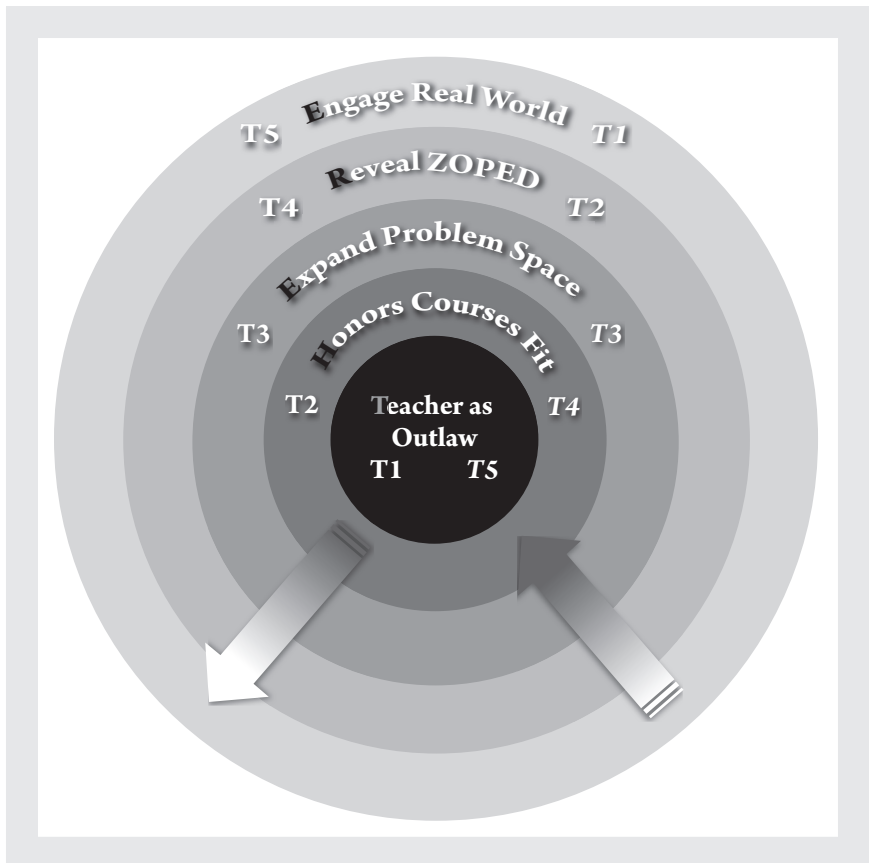 Engage Real World
T5 T1
Reveal ZOPED
T4 T2
Expand Problem Space
T3 T3
Honors Courses Fit
T2 T4
Teacher as
Outlaw
T1 T5